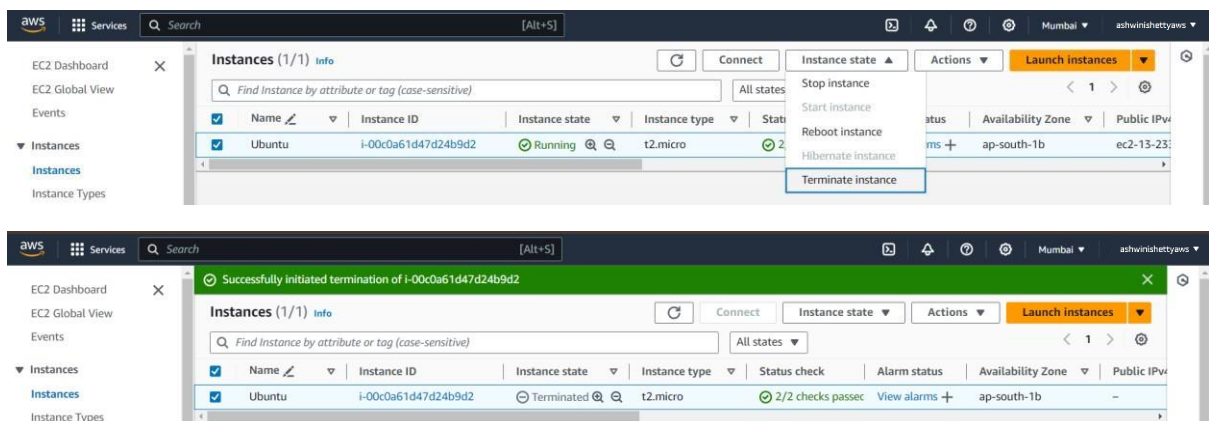 aws Services Search [Alt+S] Mumbai ashwinishettyaws
EC2 Dashboard
EC2 Global View
Events
Instances
Instances
Instance Types
Instances (1/1) Info Connect Instance state Actions Launch instances
Find Instance by attribute or tag (case-sensitive) All states 1
Stop instance
Start instance
Reboot instance
Hibernate instance
Terminate instance
Name Instance ID Instance state Instance type Availability Zone Public IPv4
Ubuntu i-00c0a61d47d24b9d2 Running t2.micro ap-south-1b ec2-13-23
aws Services Search [Alt+S] Mumbai ashwinishettyaws
EC2 Dashboard
EC2 Global View
Events
Instances
Instances
Instance Types
Successfully initiated termination of i-00c0a61d47d24b9d2
Instances (1/1) Info Connect Instance state Actions Launch instances
Find Instance by attribute or tag (case-sensitive) All states 1
Name Instance ID Instance state Instance type Status check Alarm status Availability Zone Public IPv4
Ubuntu i-00c0a61d47d24b9d2 Terminated t2.micro 2/2 checks passec View alarms + ap-south-1b –